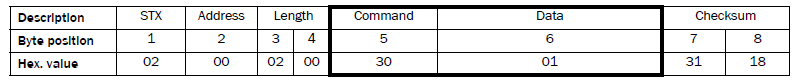 Description STX Address Length Command Data Checksum
Byte position 1 2 3 4 5 6 7 8
Hex. value 02 00 02 00 30 01 31 18